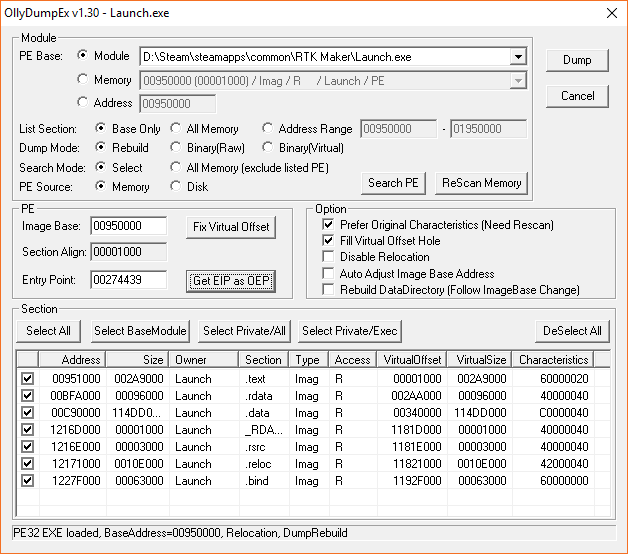 OllyDumpEx v1.30 - Launch.exe
Module
PE Base: Module D:\Steam\steamapps\common\RTK Maker\Launch.exe Dump
Memory 00950000 (00001000) / Imag / R / Launch / PE
Cancel
Address 00950000
List Section: Base Only All Memory Address Range 00950000 - 01950000
Dump Mode: Rebuild Binary(Raw) Binary(Virtual)
Search Mode: Select All Memory (exclude listed PE)
PE Source: Memory Disk Search PE ReScan Memory
PE
Image Base: 00950000 Fix Virtual Offset
Section Align: 00001000
Entry Point: 00274439 Get EIP as OEP
Option
Prefer Original Characteristics (Need Rescan)
Fill Virtual Offset Hole
Disable Relocation
Auto Adjust Image Base Address
Rebuild DataDirectory (Follow ImageBase Change)
Section
Select All Select BaseModule Select Private/All Select Private/Exec DeSelect All
Address Size Owner Section Type Access VirtualOffset VirtualSize Characteristics
00951000 002A9000 Launch .text Imag R 00001000 002A9000 60000020
00BFA000 00096000 Launch .rdata Imag R 002AA000 00096000 40000040
00C90000 114DD0... Launch .data Imag R 00340000 114DD000 C0000040
1216D000 00001000 Launch _RDA... Imag R 1181D000 00001000 40000040
1216E000 00003000 Launch .rsrc Imag R 1181E000 00003000 40000040
12171000 0010E000 Launch .reloc Imag R 11821000 0010E000 42000040
1227F000 00063000 Launch .bind Imag R 1192F000 00063000 60000000
PE32 EXE loaded, BaseAddress=00950000, Relocation, DumpRebuild